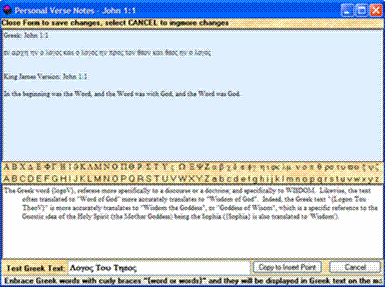 Personal Verse Notes - John 1:1
Close Form to save changes, select CANCEL to ingmore changes
Greek: John 1:1
εν αρχη ην ο λογος και ο λογος ην προς τον θεον και θεος ην ο λογος
King James Version: John 1:1
In the beginning was the Word, and the Word was with God, and the Word was God.
Α Β Χ Δ Ε Φ Γ Η Ι Κ Λ Μ Ν Ο Π Θ Ρ Σ Τ Υ ς Ω Ξ Ψ Ζ
A B C D E F G H I J K L M N O P Q R S T U V W X Y Z a b c d e f g h i j k l m n o p q r s t u v w x y z
The Greek word {logoV}, referese more specifically to a discourse or a doctrine; and specifically to WISDOM. Likewise, the text
often translated to "Word of God" more accurately translates to "Wisdom of God". Indeed, the Greek text "{Logon Tou
TheoV}" is most accurately translates to "Wisdom the Goddess", or "Goddess of Wisom", which is a specific reference to the
Gnostic idea of the Holy Spirit (the Mother Goddess) being the Sophia ({Sophia) is also translated to "Wisdom").
Test Greek Text: Λογος Του Τηεος Copy to Insert Point Cancel
Enbrace Greek words with curly braces "{word or words}" and they will be displayed in Greek text on the